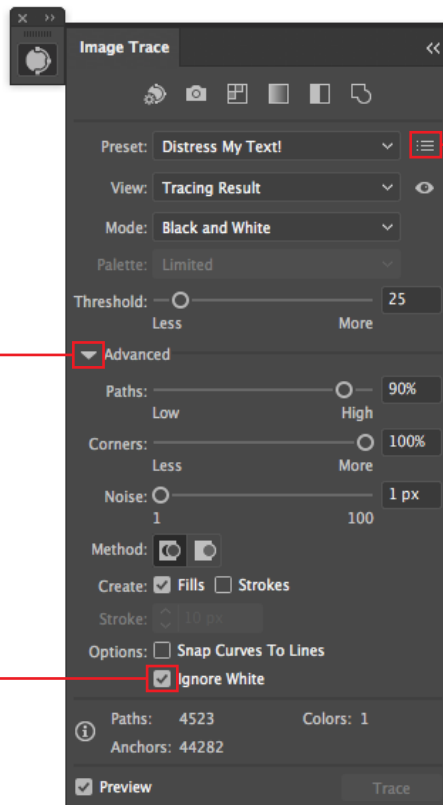 Image Trace
Preset: Distress My Text!
View: Tracing Result
Mode: Black and White
Palette: Limited
Threshold: 25
Less More
Advanced
Paths: 90%
Low High
Corners: 100%
Less More
Noise: 1 px
1 100
Method:
Create: Fills Strokes
Stroke: 10 px
Options: Snap Curves To Lines
Ignore White
Paths: 4523 Colors: 1
Anchors: 44282
Preview Trace